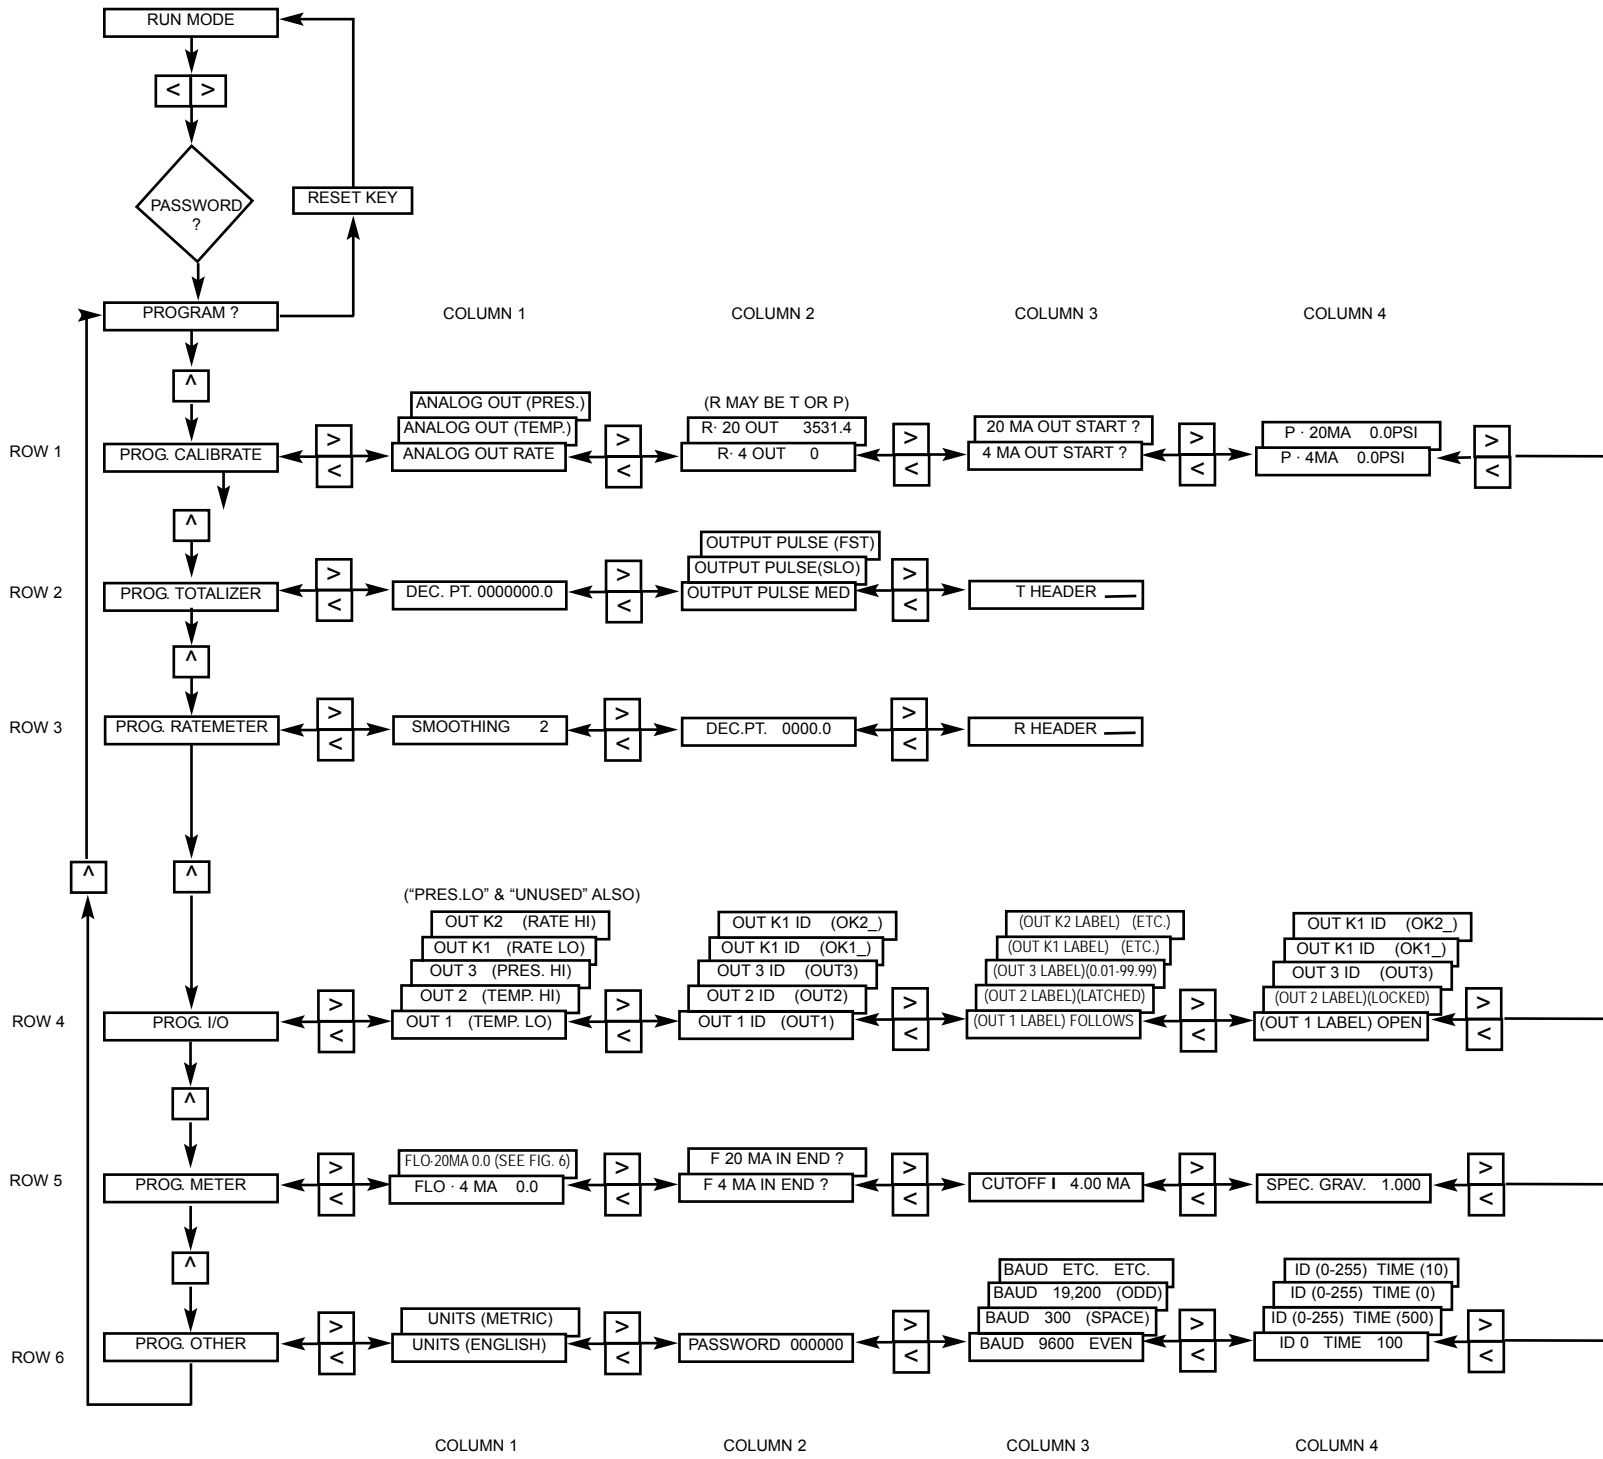 RUN MODE
< >
PASSWORD
?
RESET KEY
PROGRAM ?
COLUMN 1 COLUMN 2 COLUMN 3 COLUMN 4
^
ROW 1
PROG. CALIBRATE
>
<
ANALOG OUT (PRES.)
ANALOG OUT (TEMP.)
ANALOG OUT RATE
>
<
(R MAY BE T OR P)
R· 20 OUT 3531.4
R· 4 OUT 0
>
<
20 MA OUT START ?
4 MA OUT START ?
>
<
P · 20MA 0.0PSI
P · 4MA 0.0PSI
>
<
^
ROW 2
PROG. TOTALIZER
>
<
DEC. PT. 0000000.0
>
<
OUTPUT PULSE (FST)
OUTPUT PULSE(SLO)
OUTPUT PULSE MED
>
<
T HEADER __
^
ROW 3
PROG. RATEMETER
>
<
SMOOTHING 2
>
<
DEC.PT. 0000.0
>
<
R HEADER __
^
^
ROW 4
PROG. I/O
>
<
("PRES.LO" & "UNUSED" ALSO)
OUT K2 (RATE HI)
OUT K1 (RATE LO)
OUT 3 (PRES. HI)
OUT 2 (TEMP. HI)
OUT 1 (TEMP. LO)
>
<
OUT K1 ID (OK2_)
OUT K1 ID (OK1_)
OUT 3 ID (OUT3)
OUT 2 ID (OUT2)
OUT 1 ID (OUT1)
>
<
(OUT K2 LABEL) (ETC.)
(OUT K1 LABEL) (ETC.)
(OUT 3 LABEL)(0.01-99.99)
(OUT 2 LABEL)(LATCHED)
(OUT 1 LABEL) FOLLOWS
>
<
OUT K1 ID (OK2_)
OUT K1 ID (OK1_)
OUT 3 ID (OUT3)
(OUT 2 LABEL)(LOCKED)
(OUT 1 LABEL) OPEN
>
<
^
ROW 5
PROG. METER
>
<
FLO·20MA 0.0 (SEE FIG. 6)
FLO · 4 MA 0.0
>
<
F 20 MA IN END ?
F 4 MA IN END ?
>
<
CUTOFF I 4.00 MA
>
<
SPEC. GRAV. 1.000
>
<
^
ROW 6
PROG. OTHER
>
<
UNITS (METRIC)
UNITS (ENGLISH)
>
<
PASSWORD 000000
>
<
BAUD ETC. ETC.
BAUD 19,200 (ODD)
BAUD 300 (SPACE)
BAUD 9600 EVEN
>
<
ID (0-255) TIME (10)
ID (0-255) TIME (0)
ID (0-255) TIME (500)
ID 0 TIME 100
>
<
COLUMN 1 COLUMN 2 COLUMN 3 COLUMN 4